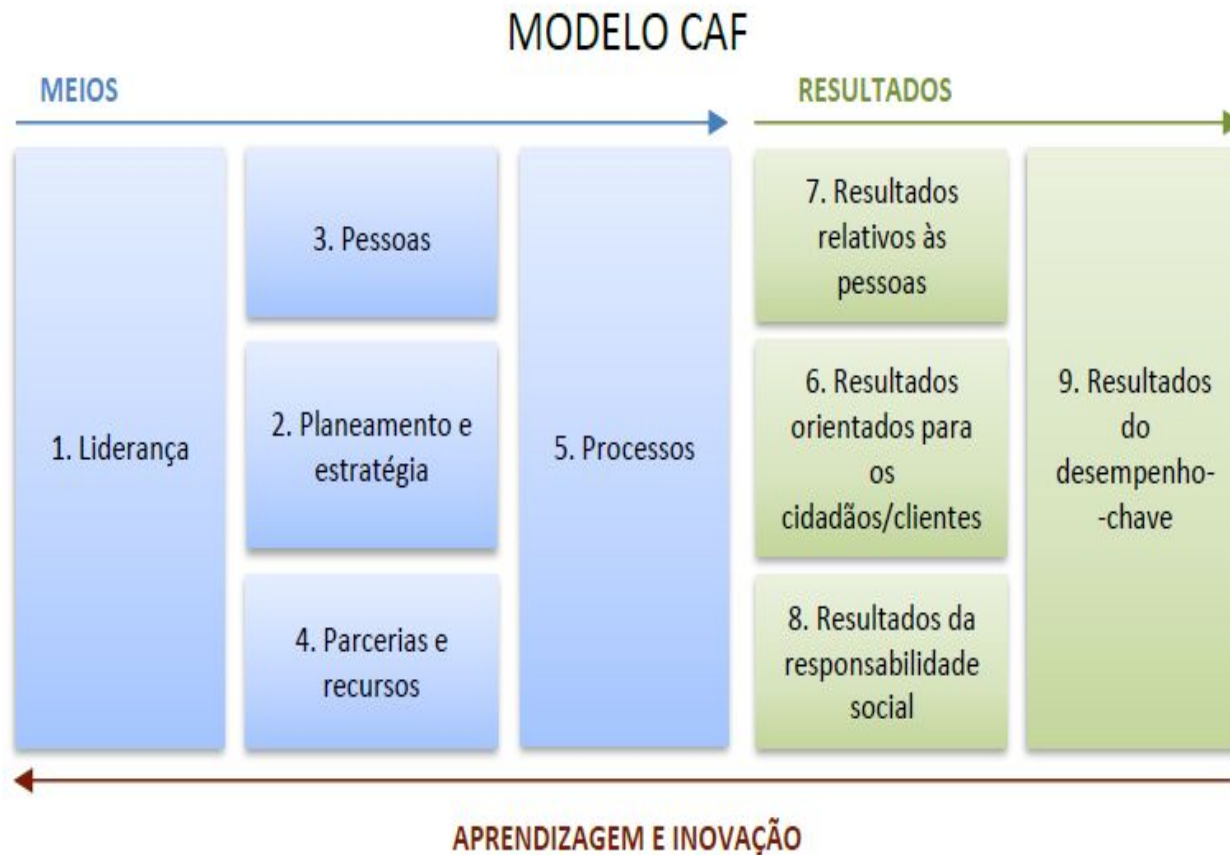 MODELO CAF
MEIOS
RESULTADOS
1. Liderança
3. Pessoas
2. Planeamento e
estratégia
4. Parcerias e
recursos
5. Processos
7. Resultados
relativos às
pessoas
6. Resultados
orientados para
os
cidadãos/clientes
8. Resultados da
responsabilidade
social
9. Resultados
do
desempenho-
-chave
APRENDIZAGEM E INOVAÇÃO